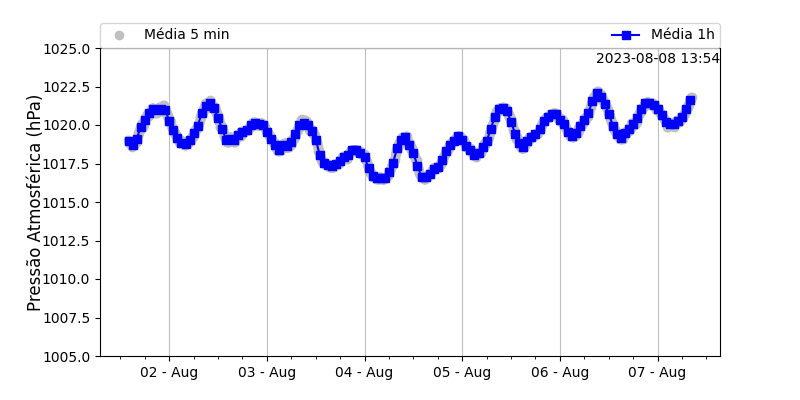 Média 5 min
Média 1h
2023-08-08 13:54
Pressão Atmosférica (hPa)
1025.0
1022.5
1020.0
1017.5
1015.0
1012.5
1010.0
1007.5
1005.0
02 - Aug
03 - Aug
04 - Aug
05 - Aug
06 - Aug
07 - Aug